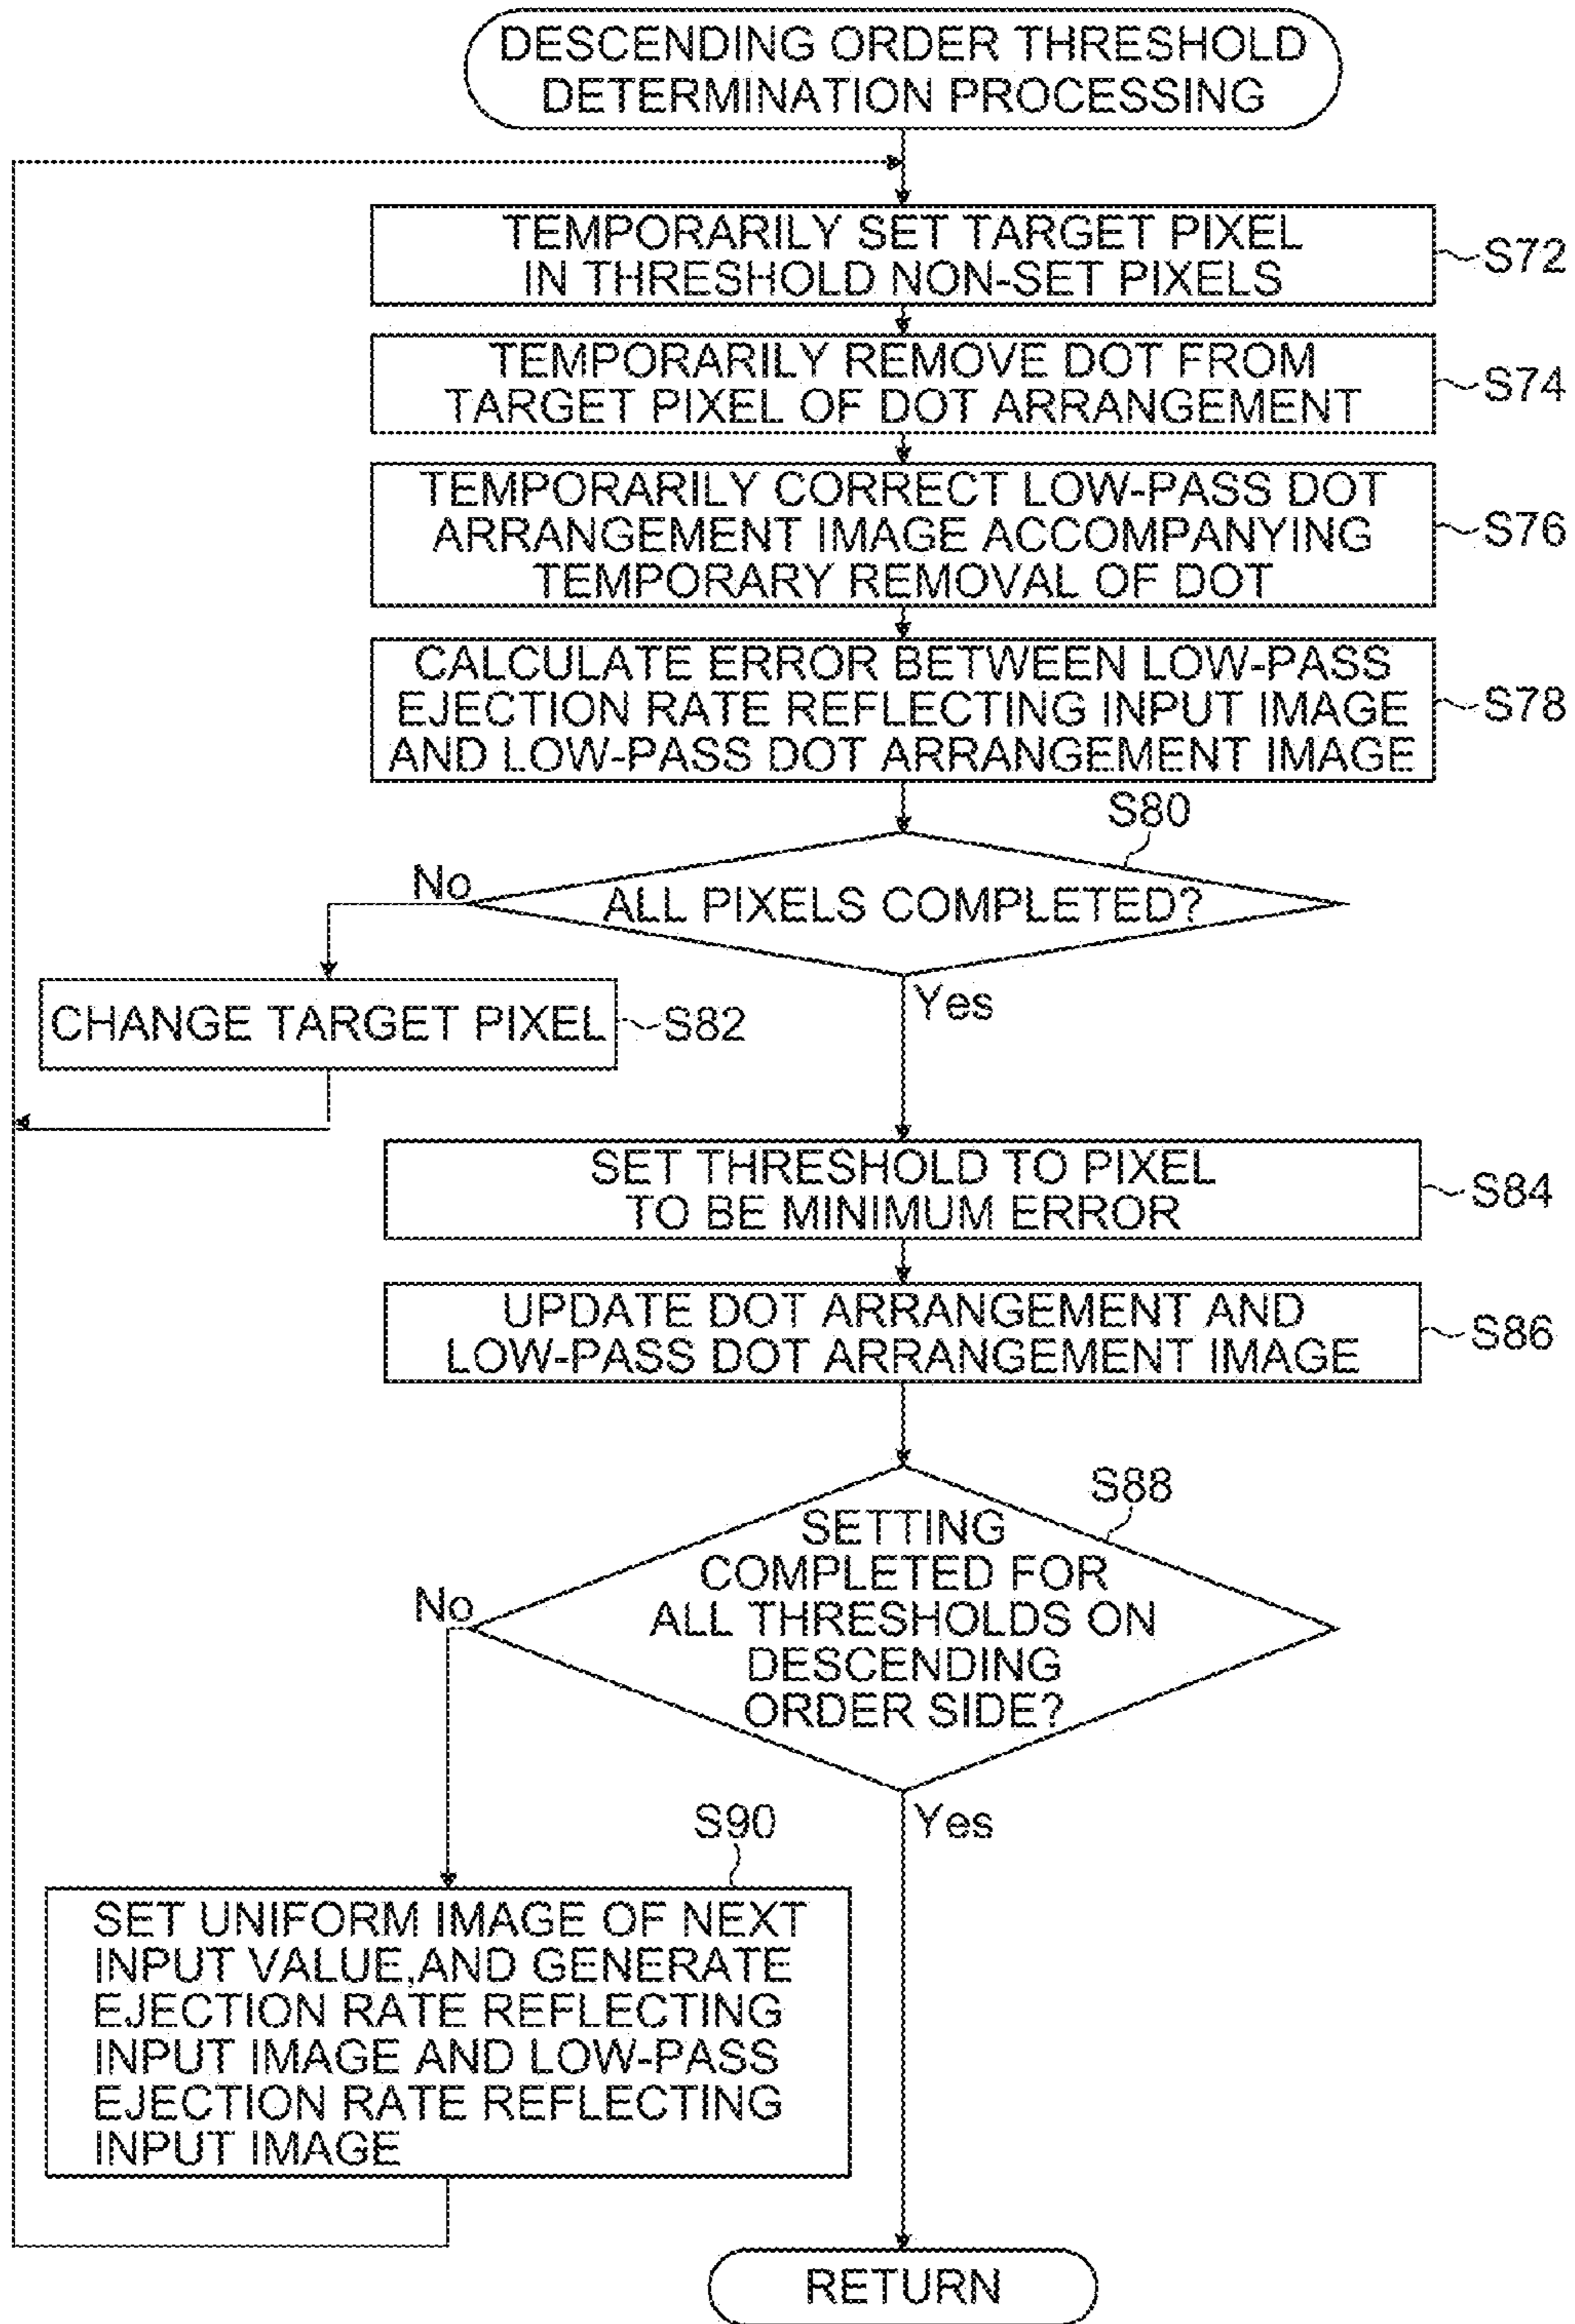 DESCENDING ORDER THRESHOLD
DETERMINATION PROCESSING
TEMPORARILY SET TARGET PIXEL
IN THRESHOLD NON-SET PIXELS
S72
TEMPORARILY REMOVE DOT FROM
TARGET PIXEL OF DOT ARRANGEMENT
S74
TEMPORARILY CORRECT LOW-PASS DOT
ARRANGEMENT IMAGE ACCOMPANYING
TEMPORARY REMOVAL OF DOT
S76
CALCULATE ERROR BETWEEN LOW-PASS
EJECTION RATE REFLECTING INPUT IMAGE
AND LOW-PASS DOT ARRANGEMENT IMAGE
S78
S80
No
ALL PIXELS COMPLETED?
Yes
CHANGE TARGET PIXEL
S82
SET THRESHOLD TO PIXEL
TO BE MINIMUM ERROR
S84
UPDATE DOT ARRANGEMENT AND
LOW-PASS DOT ARRANGEMENT IMAGE
S86
S88
SETTING
COMPLETED FOR
ALL THRESHOLDS ON
DESCENDING
ORDER SIDE?
No
Yes
S90
SET UNIFORM IMAGE OF NEXT
INPUT VALUE,AND GENERATE
EJECTION RATE REFLECTING
INPUT IMAGE AND LOW-PASS
EJECTION RATE REFLECTING
INPUT IMAGE
RETURN